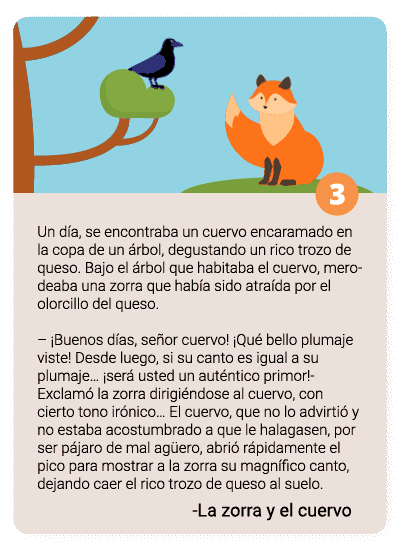 3
Un día, se encontraba un cuervo encaramado en
la copa de un árbol, degustando un rico trozo de
queso. Bajo el árbol que habitaba el cuervo, mero-
deaba una zorra que había sido atraída por el
olorcillo del queso.
– ¡Buenos días, señor cuervo! ¡Qué bello plumaje
viste! Desde luego, si su canto es igual a su
plumaje... ¡será usted un auténtico primor!-
Exclamó la zorra dirigiéndose al cuervo, con
cierto tono irónico... El cuervo, que no lo advirtió y
no estaba acostumbrado a que le halagasen, por
ser pájaro de mal agüero, abrió rápidamente el
pico para mostrar a la zorra su magnífico canto,
dejando caer el rico trozo de queso al suelo.
-La zorra y el cuervo